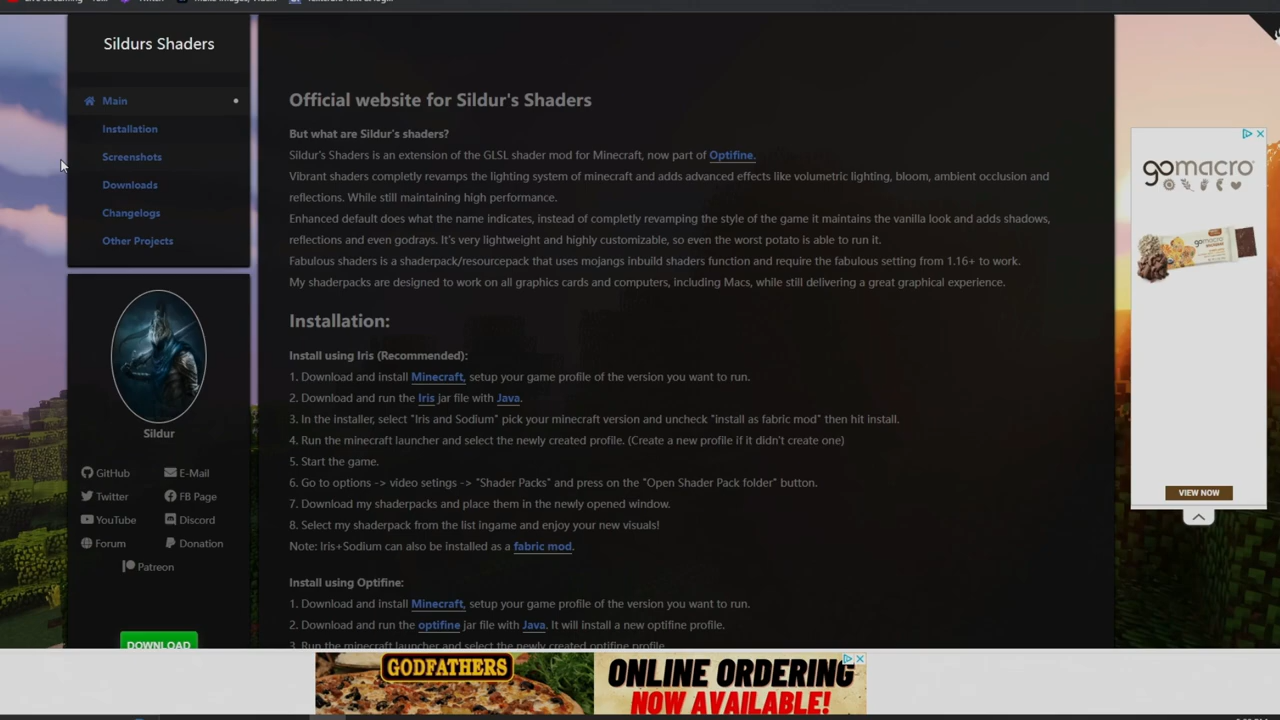 Sildurs Shaders
Main
Installation
Screenshots
Downloads
Changelogs
Other Projects
Sildur
GitHub
E-Mail
Twitter
FB Page
YouTube
Discord
Forum
Donation
Patreon
DOWNLOAD
Official website for Sildur's Shaders
But what are Sildur's shaders?
Sildur's Shaders is an extension of the GLSL shader mod for Minecraft, now part of Optifine.
Vibrant shaders completly revamps the lighting system of minecraft and adds advanced effects like volumetric lighting, bloom, ambient occlusion and
reflections. While still maintaining high performance.
Enhanced default does what the name indicates, instead of completly revamping the style of the game it maintains the vanilla look and adds shadows,
reflections and even godrays. It's very lightweight and highly customizable, so even the worst potato is able to run it.
Fabulous shaders is a shaderpack/resourcepack that uses mojangs inbuild shaders function and require the fabulous setting from 1.16+ to work.
My shaderpacks are designed to work on all graphics cards and computers, including Macs, while still delivering a great graphical experience.
Installation:
Install using Iris (Recommended):
1. Download and install Minecraft, setup your game profile of the version you want to run.
2. Download and run the Iris jar file with Java.
3. In the installer, select "Iris and Sodium" pick your minecraft version and uncheck "install as fabric mod" then hit install.
4. Run the minecraft launcher and select the newly created profile. (Create a new profile if it didn't create one)
5. Start the game.
6. Go to options -> video setings -> "Shader Packs" and press on the "Open Shader Pack folder" button.
7. Download my shaderpacks and place them in the newly opened window.
8. Select my shaderpack from the list ingame and enjoy your new visuals!
Note: Iris+Sodium can also be installed as a fabric mod.
Install using Optifine:
1. Download and install Minecraft, setup your game profile of the version you want to run.
2. Download and run the optifine jar file with Java. It will install a new optifine profile.
3. Run the minecraft launcher and select the newly created optifine profile.
gomacro
VIEW NOW
GODFATHERS
ONLINE ORDERING
NOW AVAILABLE!